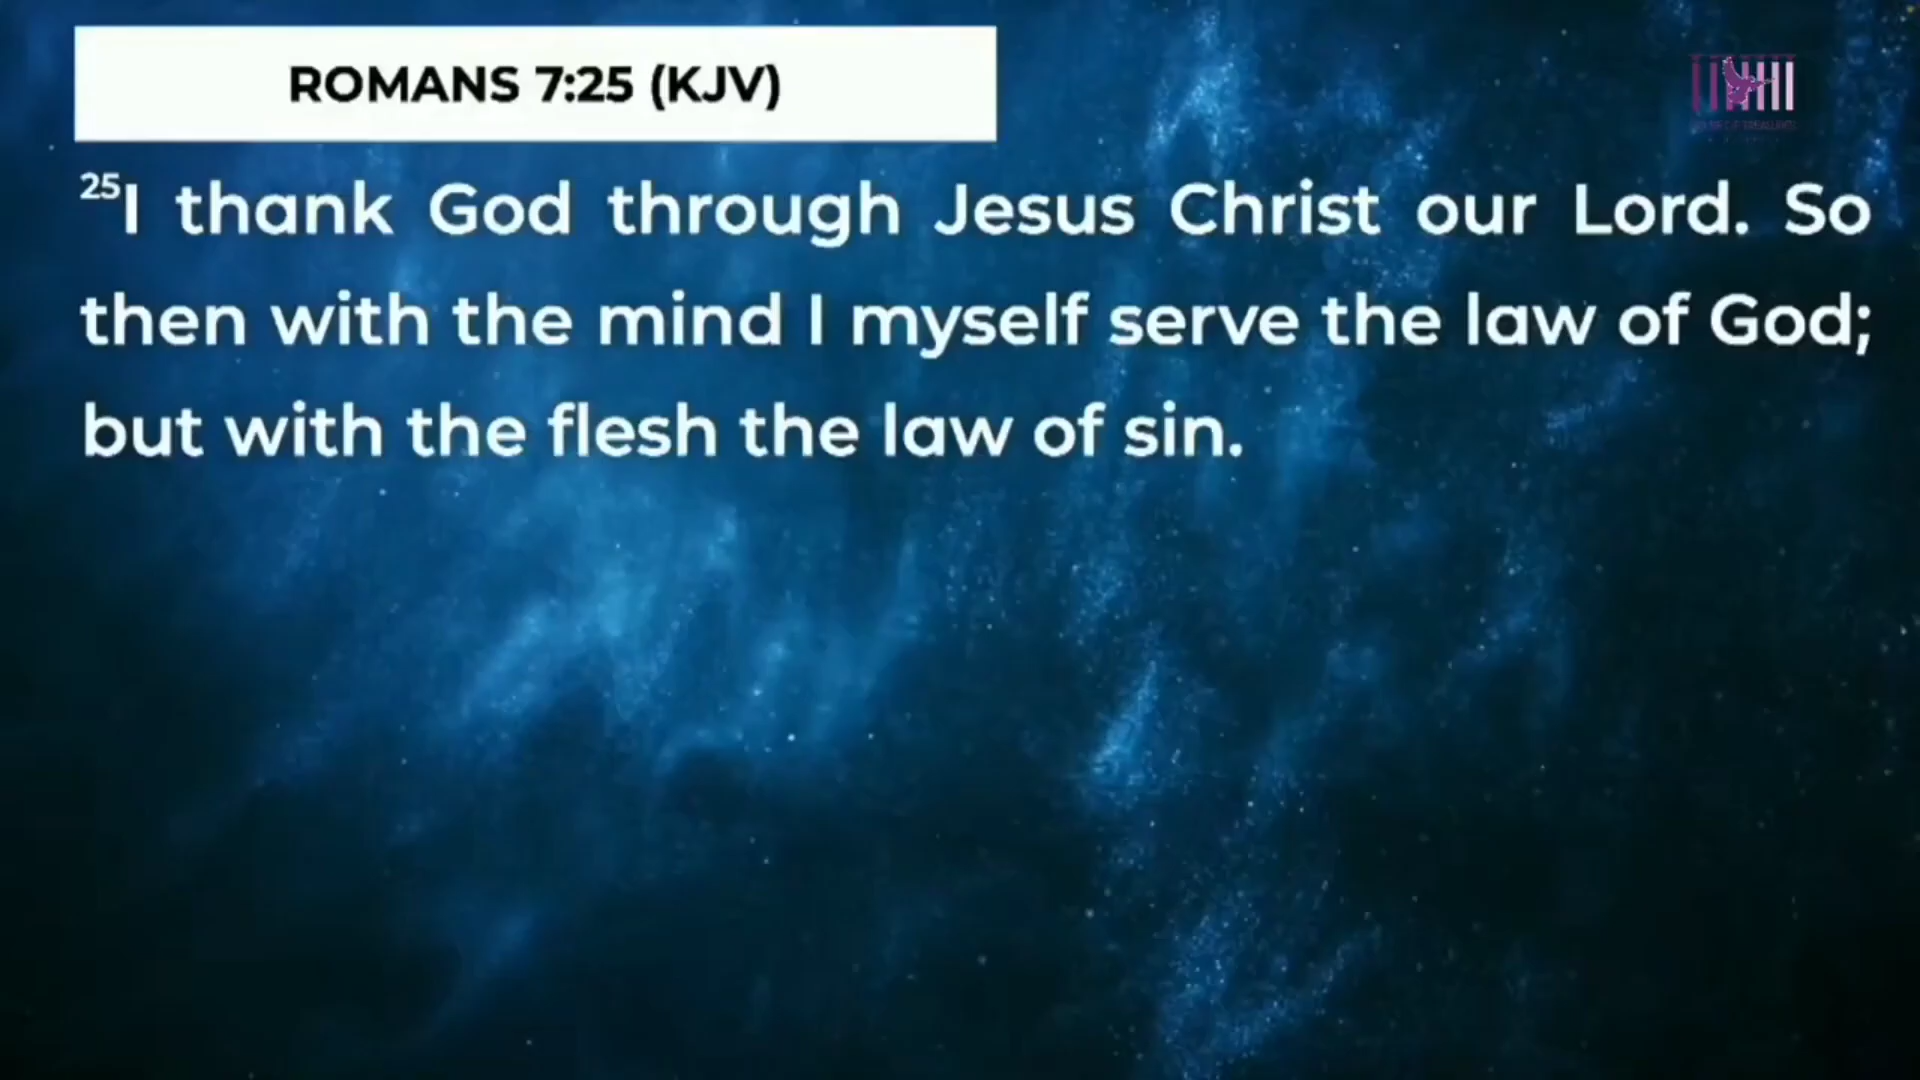 ROMANS 7:25 (KJV)
25I thank God through Jesus Christ our Lord. So
then with the mind I myself serve the law of God;
but with the flesh the law of sin.